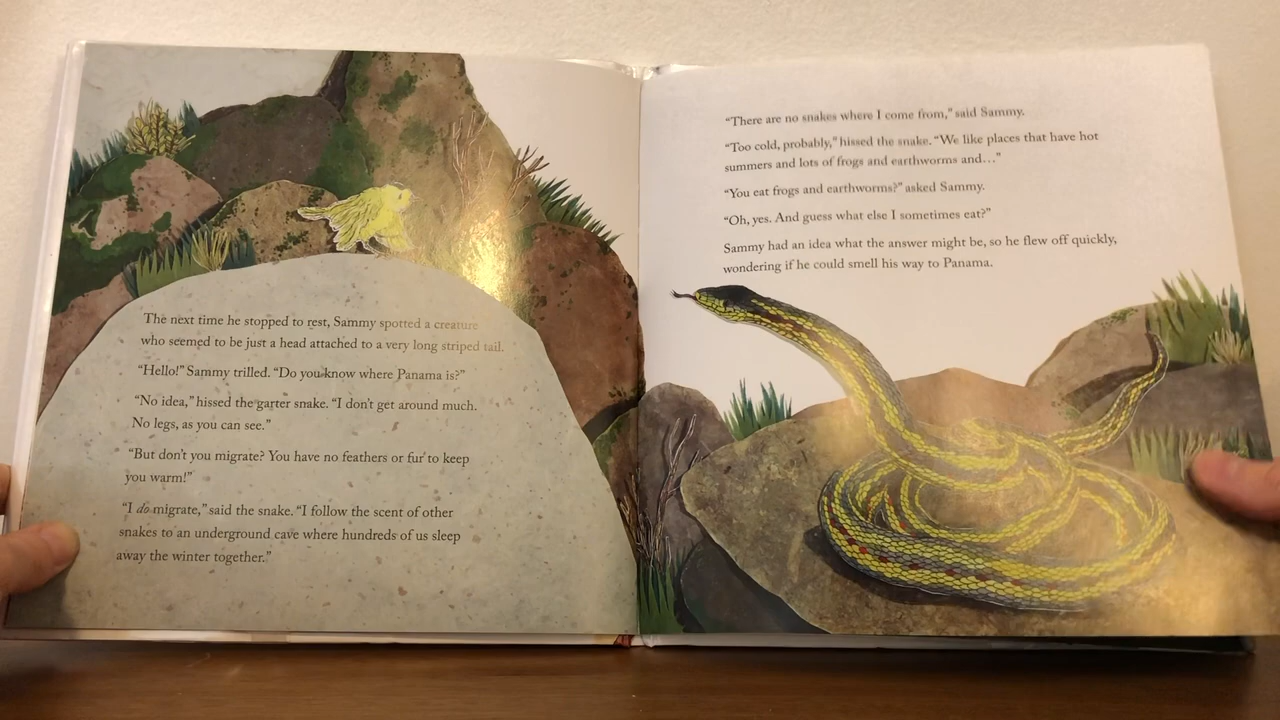 The next time he stopped to rest, Sammy spotted a creature
who seemed to be just a head attached to a very long striped tail.
“Hello!” Sammy trilled. “Do you know where Panama is?”
“No idea,” hissed the garter snake. “I don’t get around much.
No legs, as you can see.”
“But don’t you migrate? You have no feathers or fur to keep
you warm!”
“I do migrate,” said the snake. “I follow the scent of other
snakes to an underground cave where hundreds of us sleep
away the winter together.”
“There are no snakes where I come from,” said Sammy.
“Too cold, probably,” hissed the snake. “We like places that have hot
summers and lots of frogs and earthworms and…”
“You eat frogs and earthworms?” asked Sammy.
“Oh, yes. And guess what else I sometimes eat?”
Sammy had an idea what the answer might be, so he flew off quickly,
wondering if he could smell his way to Panama.